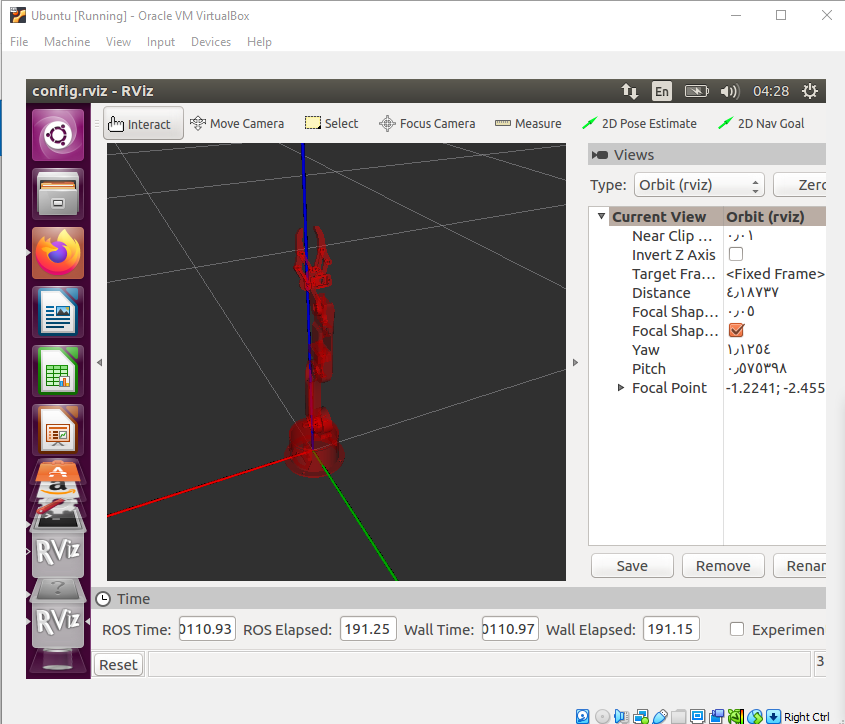 Ubuntu [Running] - Oracle VM VirtualBox
File Machine View Input Devices Help
config.rviz - RViz En 04:28
Interact Move Camera Select Focus Camera Measure 2D Pose Estimate 2D Nav Goal
Views
Type: Orbit (rviz) Zero
Current View Orbit (rviz)
Near Clip ... ٠٫٠١
Invert Z Axis
Target Fra... <Fixed Frame>
Distance ٤٫١٨٧٣٧
Focal Shap... ٠٫٠٥
Focal Shap...
Yaw ١٫١٢٥٤
Pitch ٠٫٥٧٥٣٩٨
Focal Point -1.2241; -2.455
Save Remove Renam
RViz
RViz
Time
ROS Time: 0110.93 ROS Elapsed: 191.25 Wall Time: 0110.97 Wall Elapsed: 191.15 Experimen
Reset 3
Right Ctrl